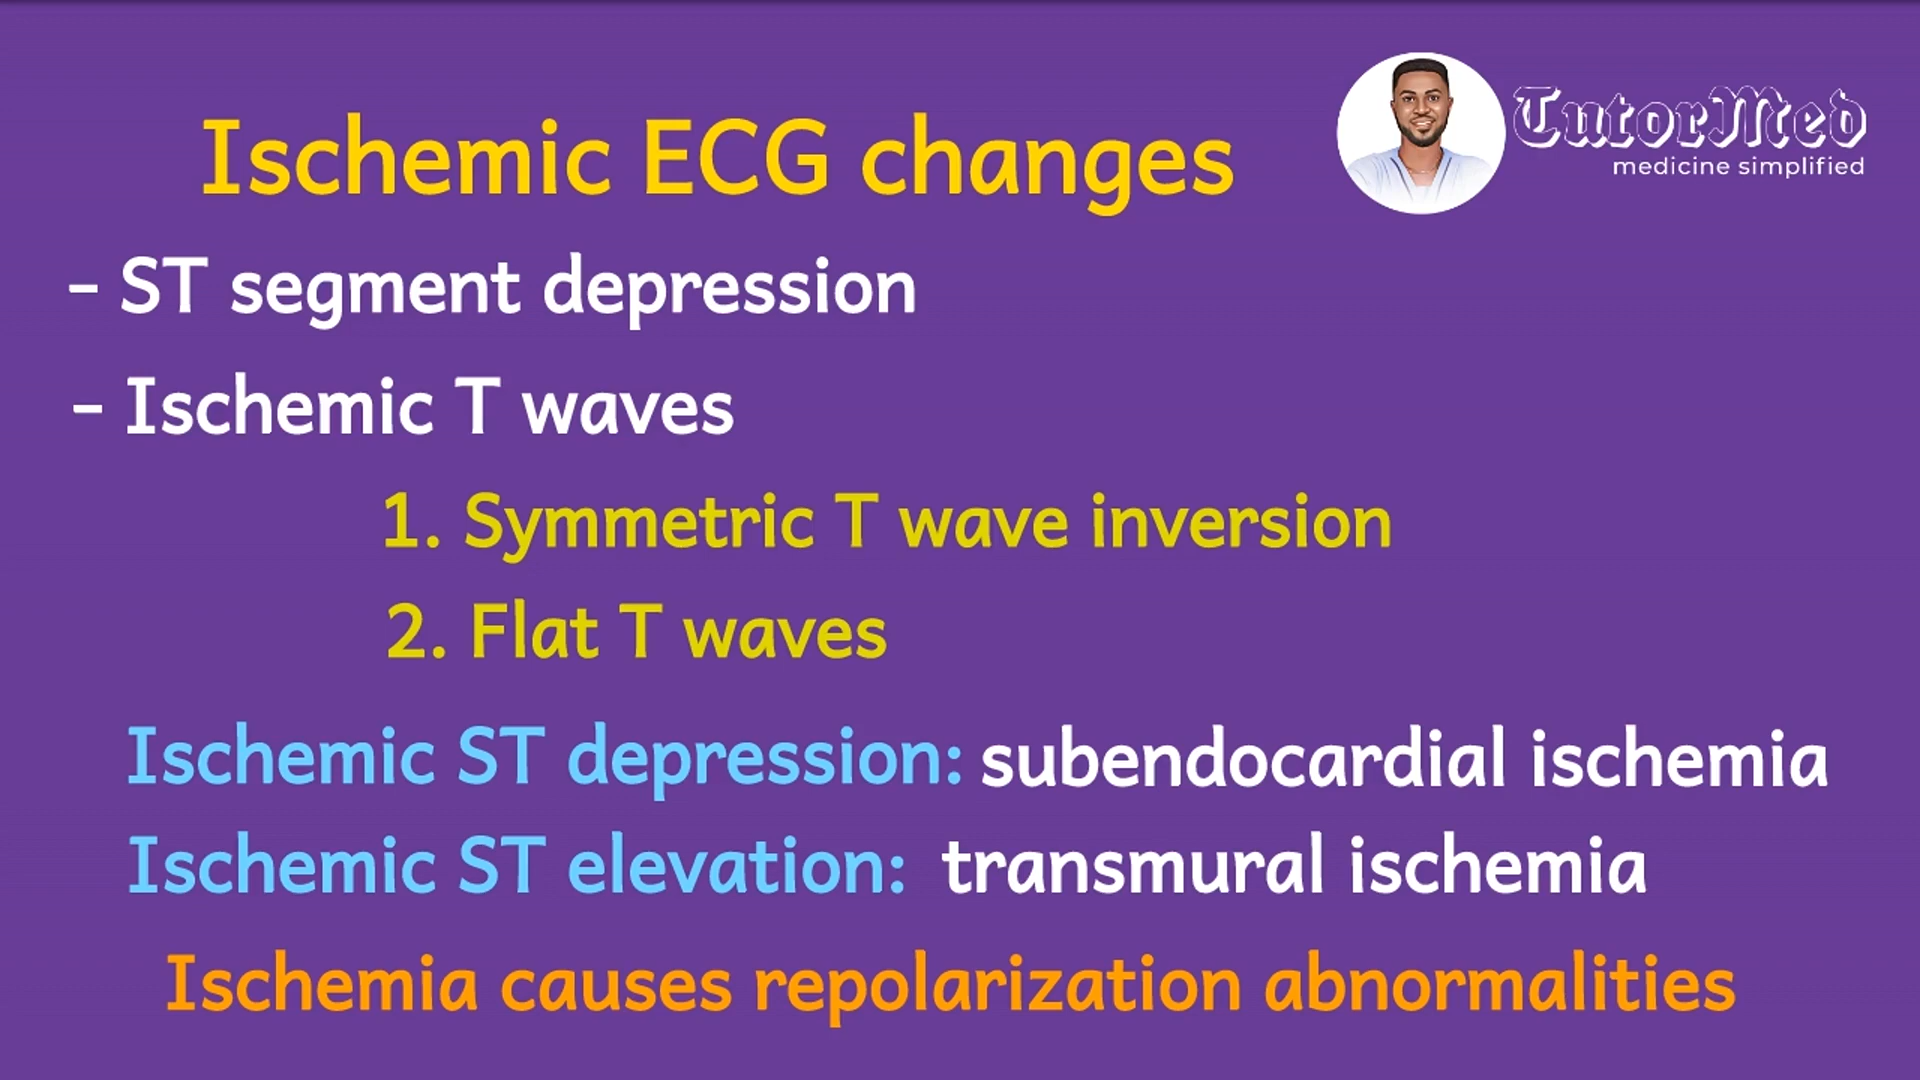 TutorMed
medicine simplified
Ischemic ECG changes
- ST segment depression
- Ischemic T waves
1. Symmetric T wave inversion
2. Flat T waves
Ischemic ST depression: subendocardial ischemia
Ischemic ST elevation: transmural ischemia
Ischemia causes repolarization abnormalities